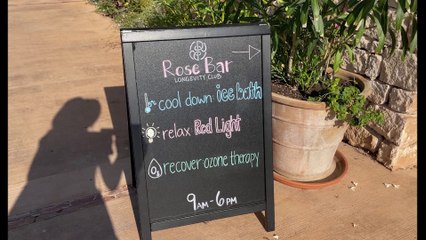 Rose Bar
LONGEVITY CLUB
cool down ice bath
relax Red Light
recover ozone therapy
9AM-6PM